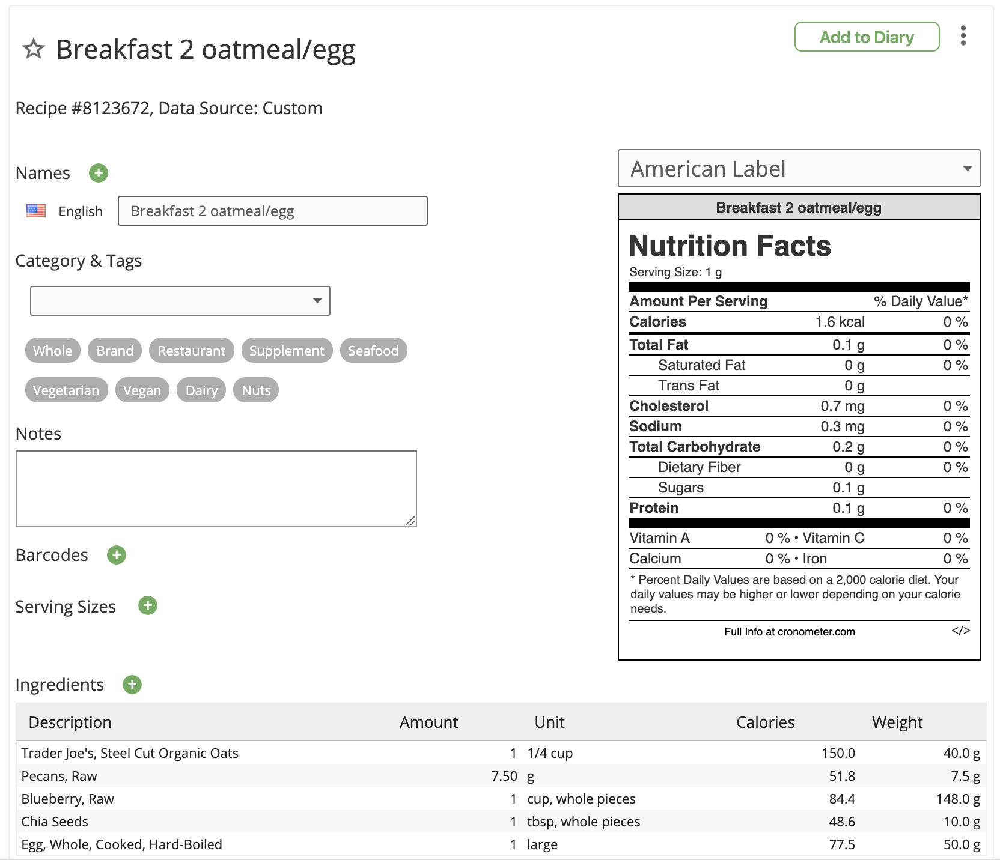 Breakfast 2 oatmeal/egg
Add to Diary
Recipe #8123672, Data Source: Custom
Names
English Breakfast 2 oatmeal/egg
Category & Tags
Whole Brand Restaurant Supplement Seafood
Vegetarian Vegan Dairy Nuts
Notes
Barcodes
Serving Sizes
American Label
Breakfast 2 oatmeal/egg
Nutrition Facts
Serving Size: 1 g
Amount Per Serving % Daily Value*
Calories 1.6 kcal 0 %
Total Fat 0.1 g 0 %
Saturated Fat 0 g 0 %
Trans Fat 0 g
Cholesterol 0.7 mg 0 %
Sodium 0.3 mg 0 %
Total Carbohydrate 0.2 g 0 %
Dietary Fiber 0 g 0 %
Sugars 0.1 g
Protein 0.1 g 0 %
Vitamin A 0 % • Vitamin C 0 %
Calcium 0 % • Iron 0 %
* Percent Daily Values are based on a 2,000 calorie diet. Your
daily values may be higher or lower depending on your calorie
needs.
Full Info at cronometer.com </>
Ingredients
Description Amount Unit Calories Weight
Trader Joe's, Steel Cut Organic Oats 1 1/4 cup 150.0 40.0 g
Pecans, Raw 7.50 g 51.8 7.5 g
Blueberry, Raw 1 cup, whole pieces 84.4 148.0 g
Chia Seeds 1 tbsp, whole pieces 48.6 10.0 g
Egg, Whole, Cooked, Hard-Boiled 1 large 77.5 50.0 g